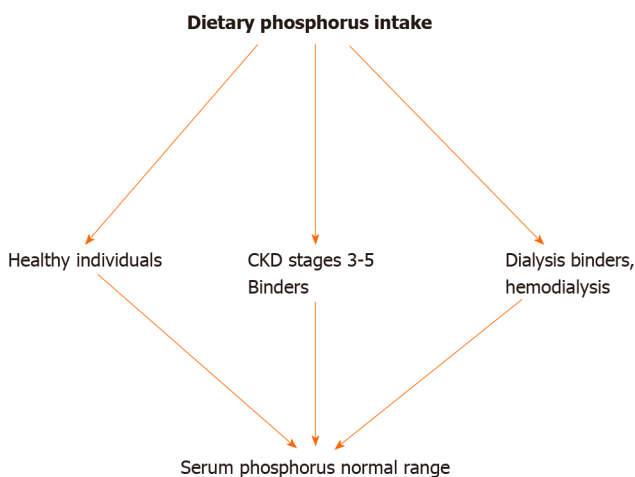 Dietary phosphorus intake
Healthy individuals
CKD stages 3-5
Binders
Dialysis binders,
hemodialysis
Serum phosphorus normal range